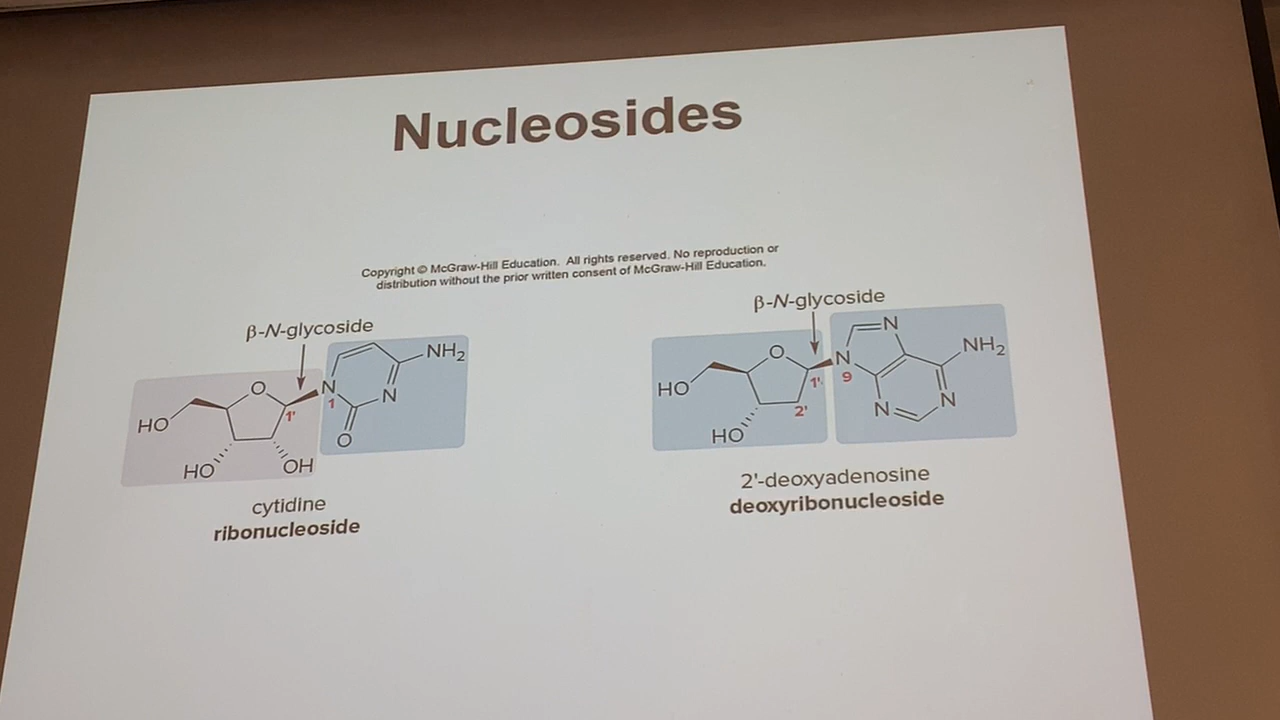 Nucleosides
Copyright © McGraw-Hill Education. All rights reserved. No reproduction or
distribution without the prior written consent of McGraw-Hill Education.
β-N-glycoside
NH₂
N
N
1
O
O
1'
HO
HO
OH
cytidine
ribonucleoside
β-N-glycoside
N
NH₂
N
9
N
N
O
1'
2'
HO
HO
2'-deoxyadenosine
deoxyribonucleoside